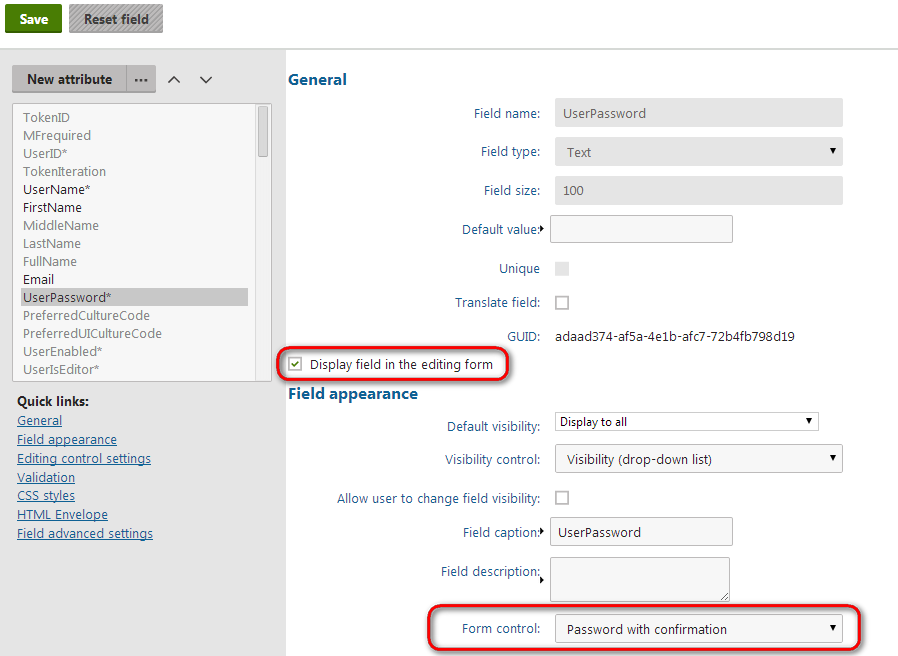 Save Reset field
New attribute ...
TokenID
MFrequired
UserID*
TokenIteration
UserName*
FirstName
MiddleName
LastName
FullName
Email
UserPassword*
PreferredCultureCode
PreferredUICultureCode
UserEnabled*
UserIsEditor*
Quick links:
General
Field appearance
Editing control settings
Validation
CSS styles
HTML Envelope
Field advanced settings
General
Field name: UserPassword
Field type: Text
Field size: 100
Default value:
Unique
Translate field:
GUID: adaad374-af5a-4e1b-afc7-72b4fb798d19
Display field in the editing form
Field appearance
Default visibility: Display to all
Visibility control: Visibility (drop-down list)
Allow user to change field visibility:
Field caption: UserPassword
Field description:
Form control: Password with confirmation